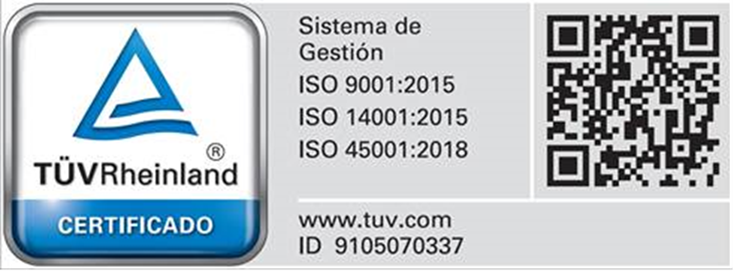 TÜVRheinland®
CERTIFICADO
Sistema de
Gestión
ISO 9001:2015
ISO 14001:2015
ISO 45001:2018
www.tuv.com
ID 9105070337